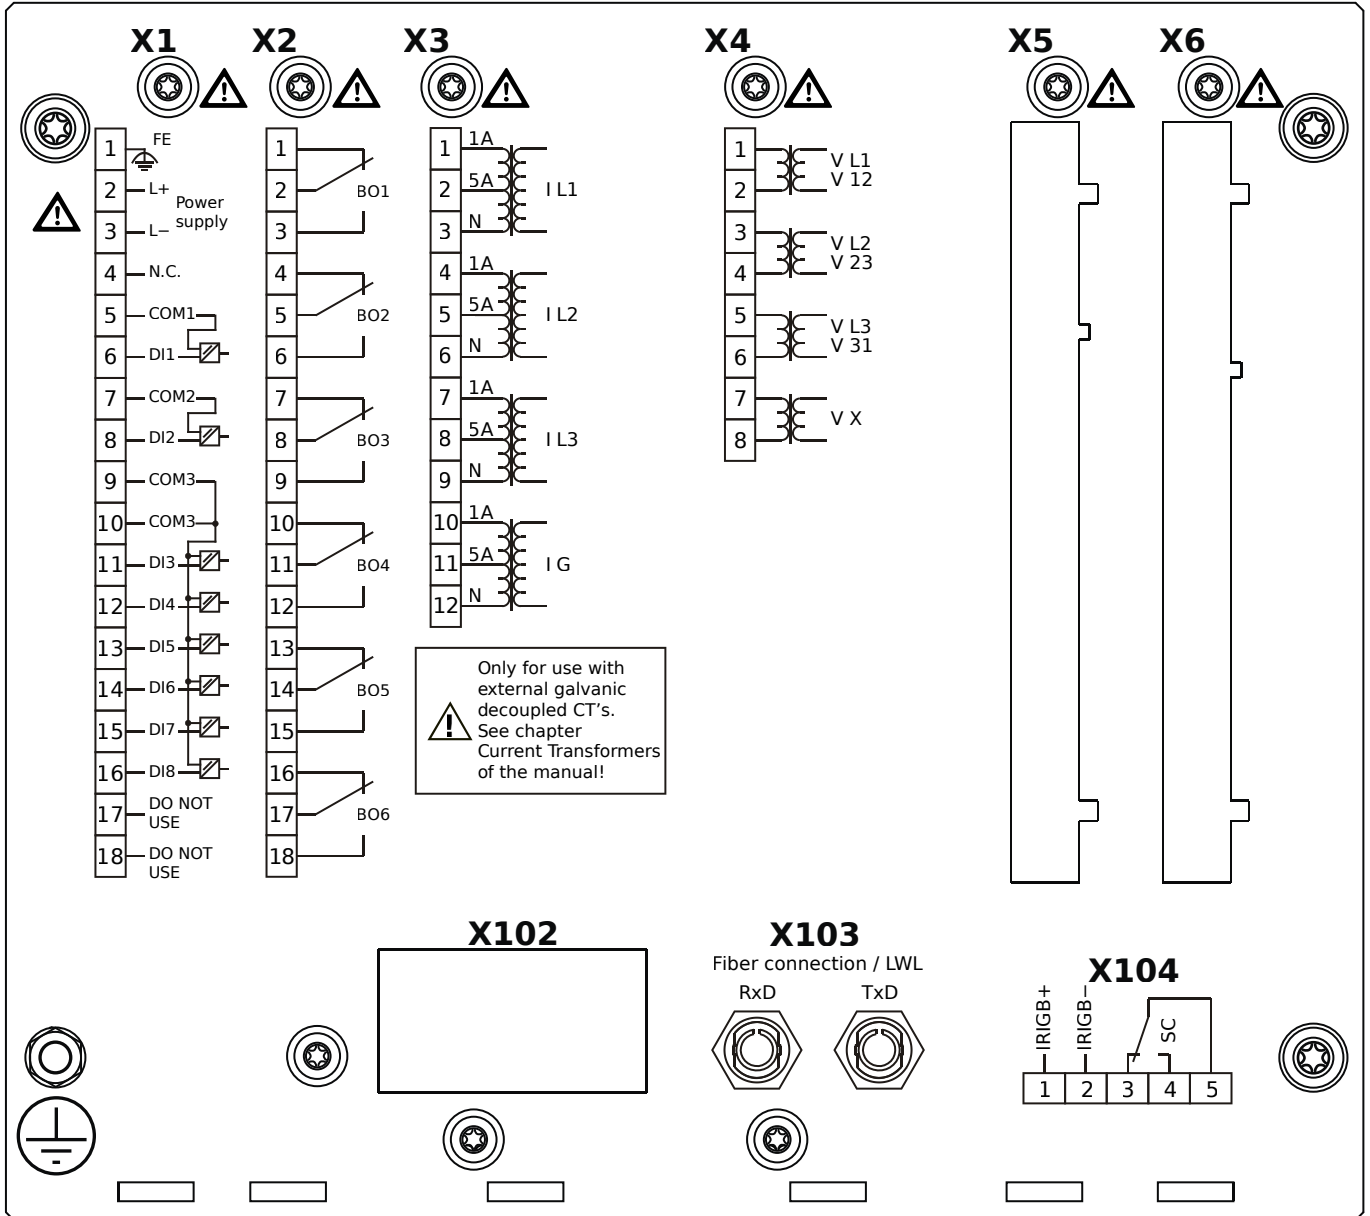 X1
X2
X3
X4
X5
X6
1
FE
2
L+
Power
supply
3
L−
4
N.C.
5
COM1
6
DI1
7
COM2
8
DI2
9
COM3
10
COM3
11
DI3
12
DI4
13
DI5
14
DI6
15
DI7
16
DI8
17
DO NOT
USE
18
DO NOT
USE
1
2
BO1
3
4
5
BO2
6
7
8
BO3
9
10
11
BO4
12
13
14
BO5
15
16
17
BO6
18
1
1A
2
5A
I L1
3
N
4
1A
5
5A
I L2
6
N
7
1A
8
5A
I L3
9
N
10
1A
11
5A
I G
12
N
Only for use with
external galvanic
decoupled CT's.
See chapter
Current Transformers
of the manual!
1
V L1
2
V 12
3
V L2
4
V 23
5
V L3
6
V 31
7
V X
8
X102
X103
Fiber connection / LWL
RxD
TxD
X104
IRIGB+
IRIGB−
SC
1 2 3 4 5